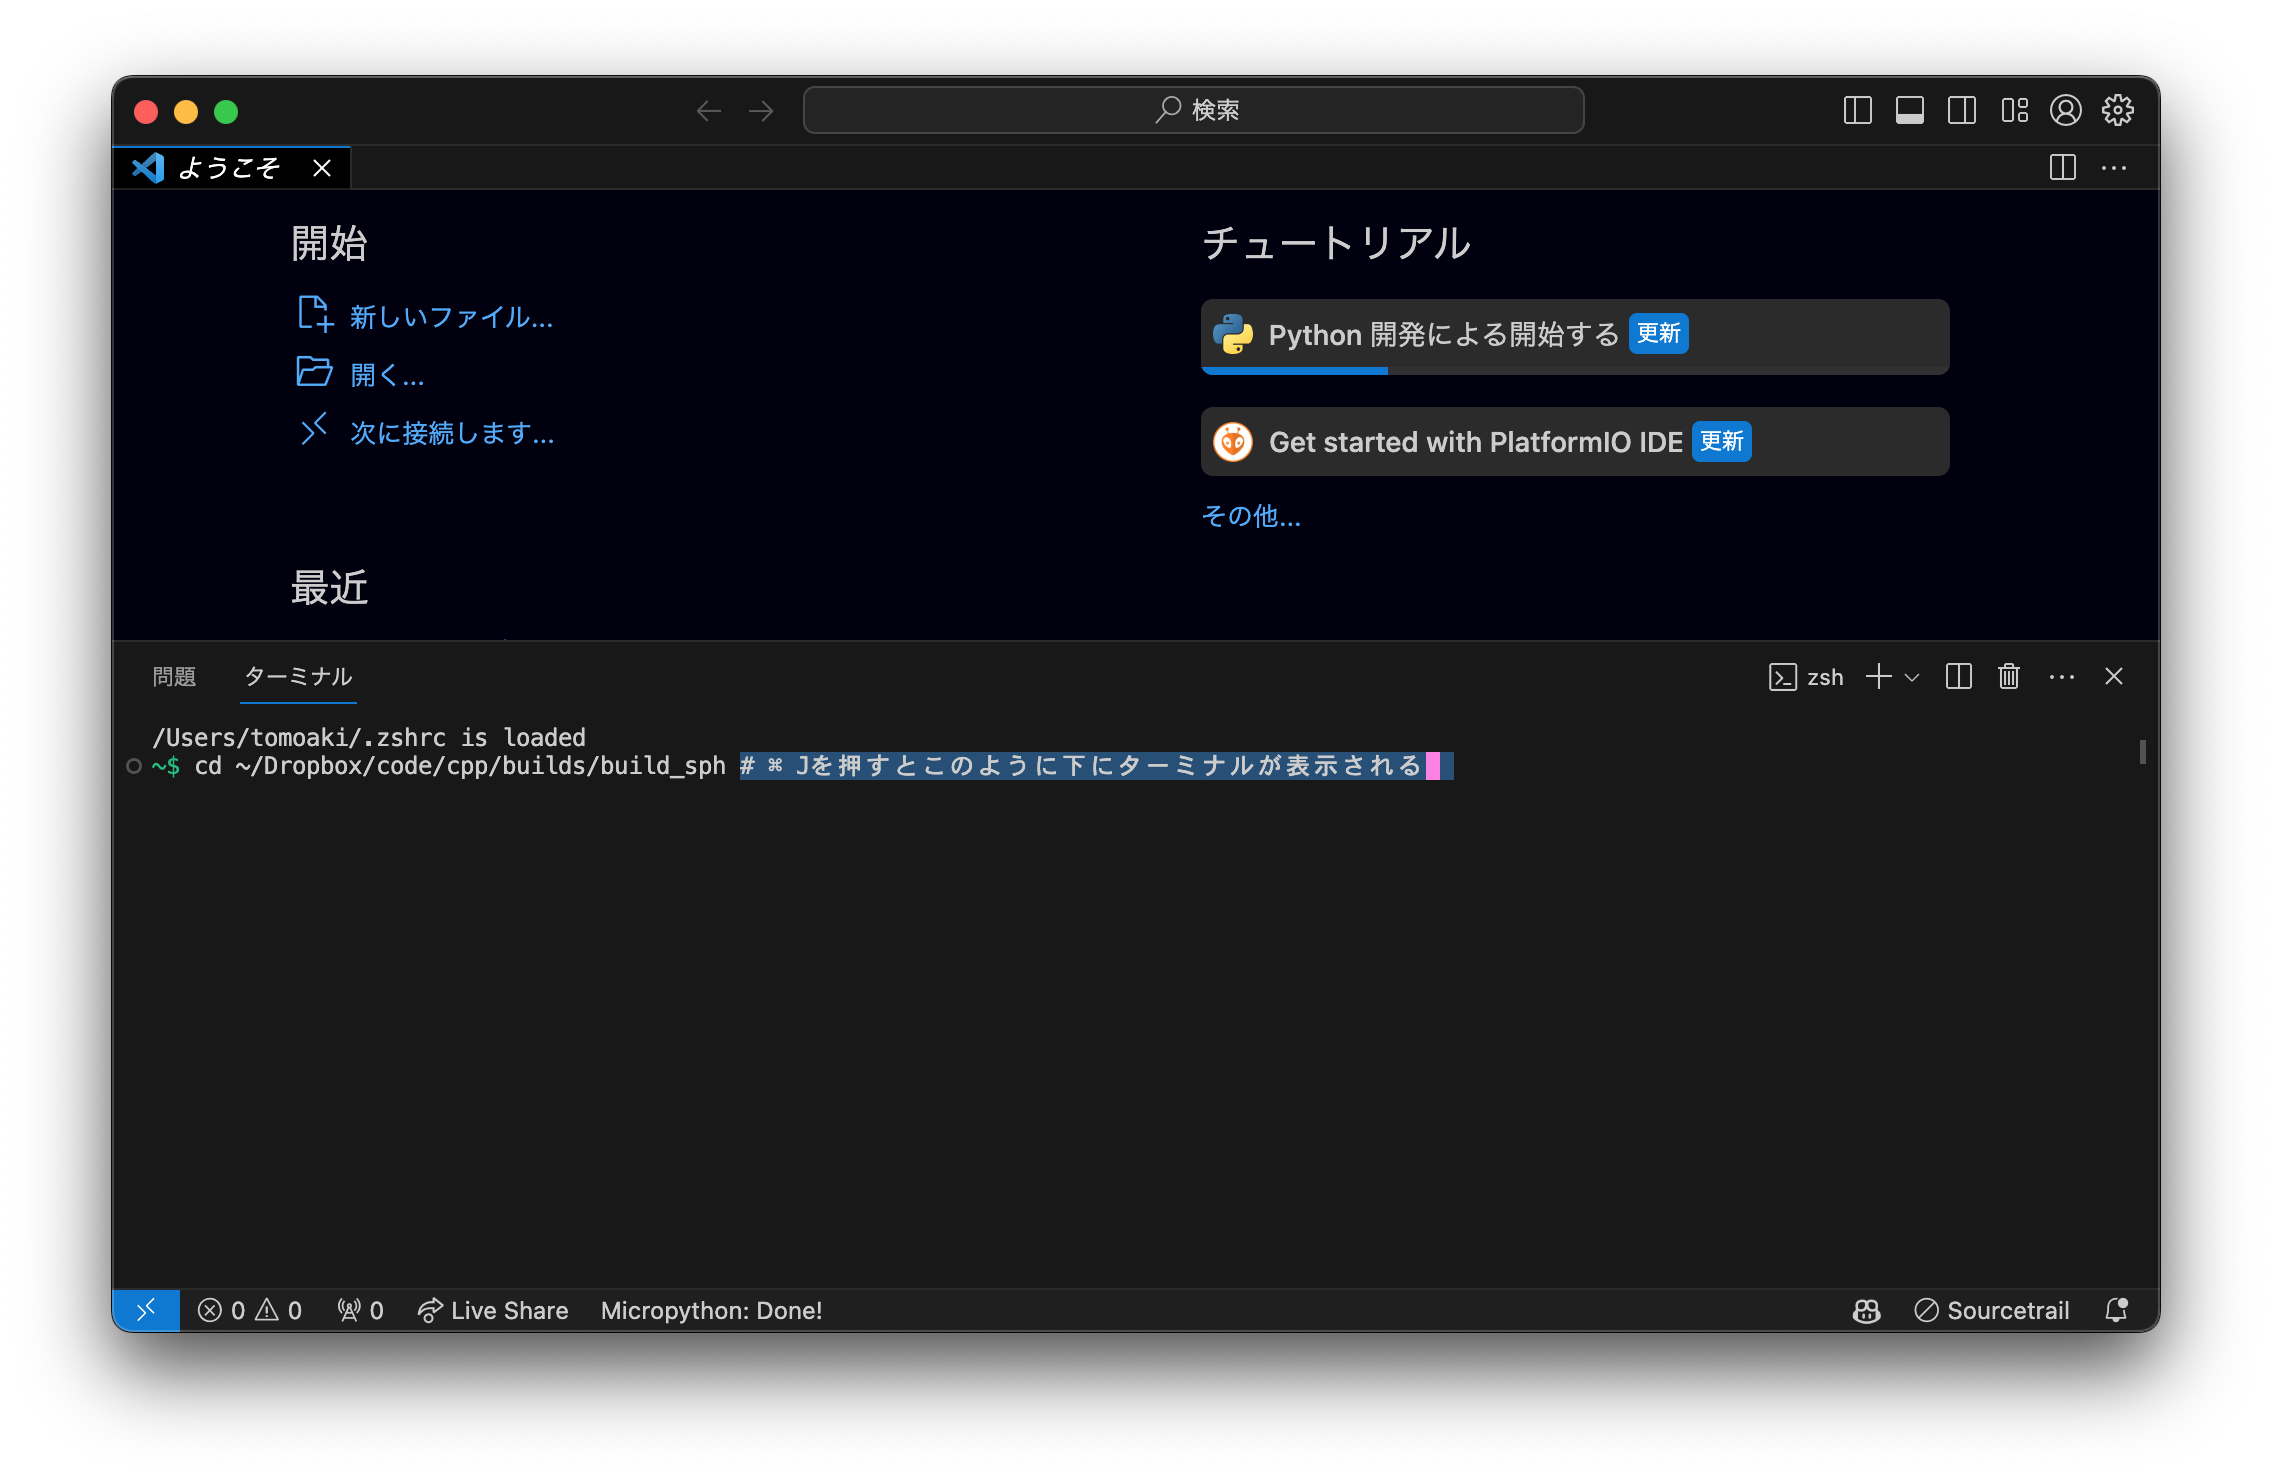 検索
ようこそ
開始
チュートリアル
新しいファイル...
Python 開発による開始する 更新
開く...
次に接続します...
Get started with PlatformIO IDE 更新
その他...
最近
問題 ターミナル zsh
/Users/tomoaki/.zshrc is loaded
~$ cd ~/Dropbox/code/cpp/builds/build_sph # ⌘ Jを押すとこのように下にターミナルが表示される
0 0 0 Live Share Micropython: Done! Sourcetrail